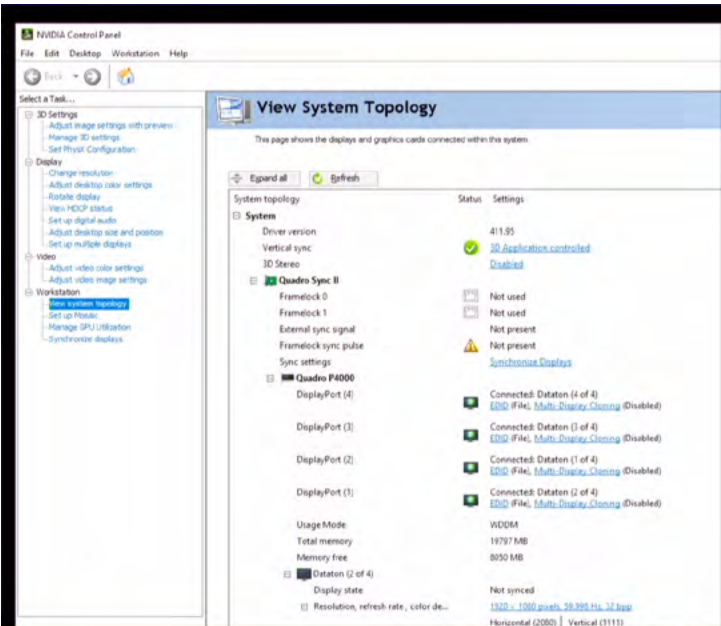 NVIDIA Control Panel
File Edit Desktop Workstation Help
Back
Select a Task...
3D Settings
Adjust image settings with preview
Manage 3D settings
Set PhysX Configuration
Display
Change resolution
Adjust desktop color settings
Rotate display
View HDCP status
Set up digital audio
Adjust desktop size and position
Set up multiple displays
Video
Adjust video color settings
Adjust video image settings
Workstation
View system topology
Set up Mosaic
Manage GPU Utilization
Synchronize displays
View System Topology
This page shows the displays and graphics cards connected within this system.
Expand all Refresh
System topology Status Settings
System
Driver version 411.95
Vertical sync 3D Application controlled
3D Stereo Disabled
Quadro Sync II
Framelock 0 Not used
Framelock 1 Not used
External sync signal Not present
Framelock sync pulse Not present
Sync settings Synchronize Displays
Quadro P4000
DisplayPort (4) Connected: Dataton (4 of 4)
EDID (File), Multi-Display Cloning (Disabled)
DisplayPort (3) Connected: Dataton (3 of 4)
EDID (File), Multi-Display Cloning (Disabled)
DisplayPort (2) Connected: Dataton (1 of 4)
EDID (File), Multi-Display Cloning (Disabled)
DisplayPort (1) Connected: Dataton (2 of 4)
EDID (File), Multi-Display Cloning (Disabled)
Usage Mode WDDM
Total memory 19797 MB
Memory free 8050 MB
Dataton (2 of 4)
Display state Not synced
Resolution, refresh rate, color de... 1920 × 1080 pixels, 59.996 Hz, 32 bpp
Horizontal (2080) Vertical (1111)